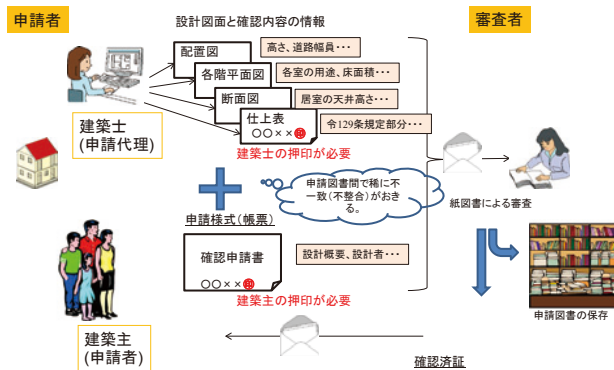 申請者
設計図面と確認内容の情報
審査者
配置図
高さ、道路幅員・・・
各階平面図
各室の用途、床面積・・・
断面図
居室の天井高さ・・・
仕上表
○○××㊞
令129条規定部分・・・
建築士
(申請代理)
建築士の押印が必要
申請図書間で稀に不
一致(不整合)がおき
る。
紙図書による審査
申請様式(帳票)
確認申請書
○○××㊞
設計概要、設計者・・・
建築主の押印が必要
申請図書の保存
建築主
(申請者)
確認済証